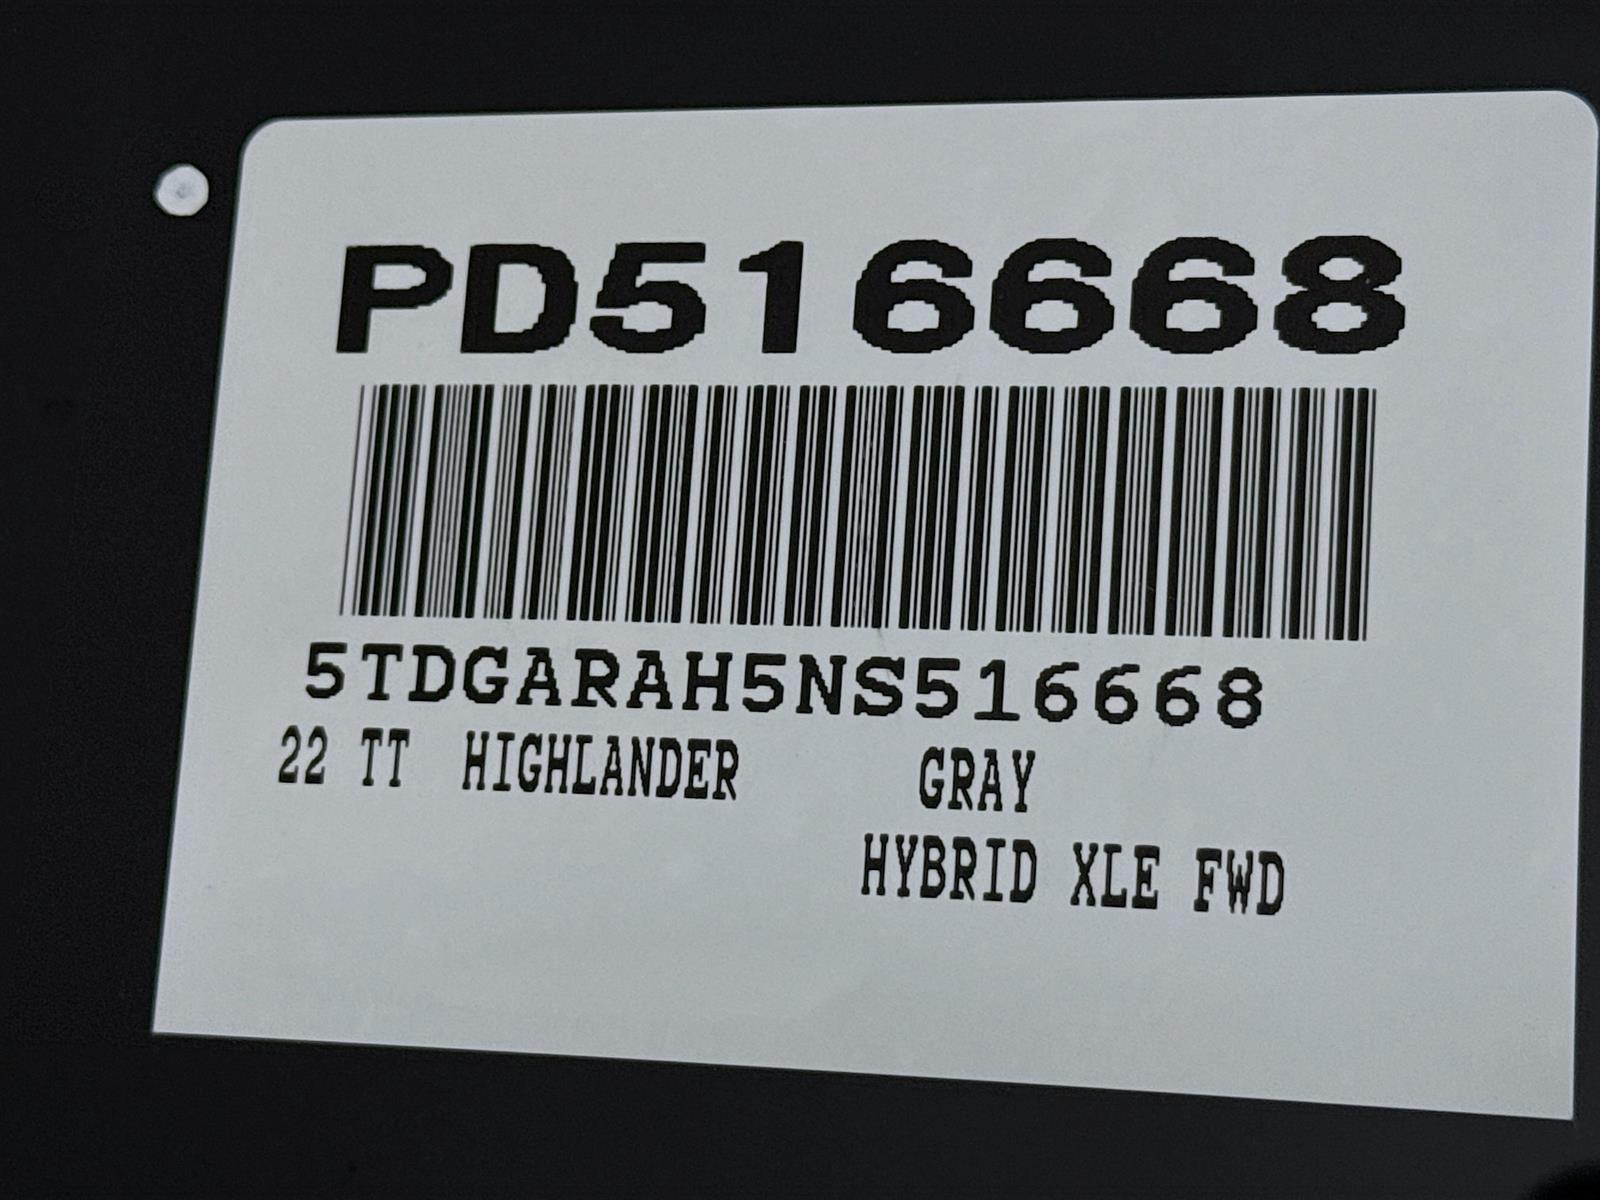 PD516668
5TDGARAH5NS516668
22 TT HIGHLANDER GRAY
HYBRID XLE FWD